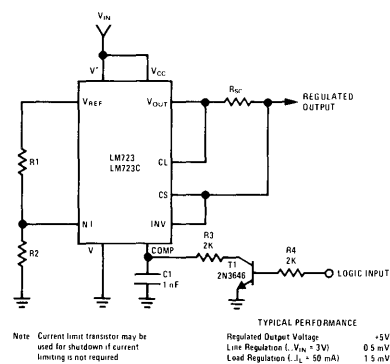 VIN
V+
VCC
VREF
VOUT
RSC
REGULATED
OUTPUT
R1
LM723
LM723C
CL
CS
NI
INV
R2
V
COMP
R3
2K
T1
2N3646
R4
2K
LOGIC INPUT
C1
1 nF
TYPICAL PERFORMANCE
Note Current limit transistor may be
used for shutdown if current
limiting is not required
Regulated Output Voltage +5V
Line Regulation (..VIN = 3V) 0 5 mV
Load Regulation (.IL = 50 mA) 1 5 mV